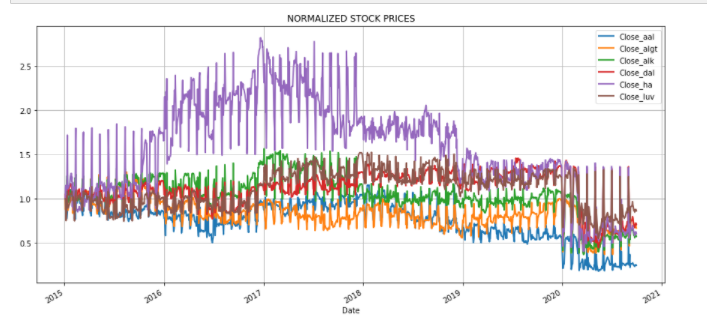 NORMALIZED STOCK PRICES
Close_aal
Close_algt
Close_alk
Close_dal
Close_ha
Close_luv
2.5
2.0
1.5
1.0
0.5
2015
2016
2017
2018
2019
2020
2021
Date